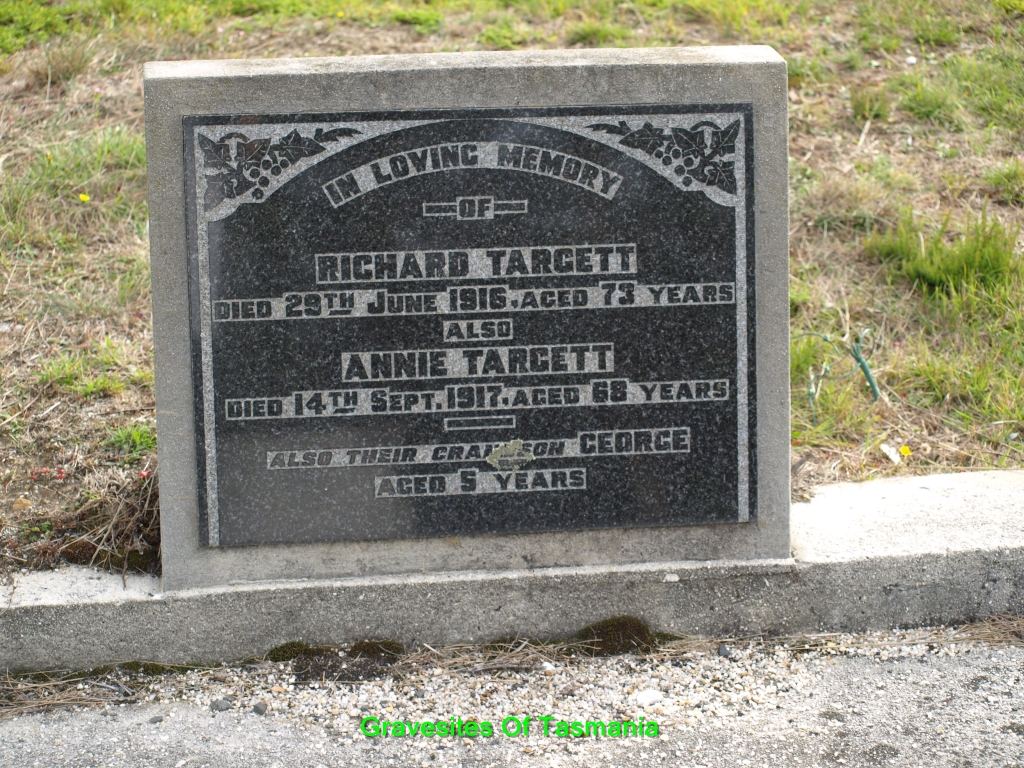 IN LOVING MEMORY
OF
RICHARD TARGETT
DIED 29TH JUNE 1916, AGED 73 YEARS
ALSO
ANNIE TARGETT
DIED 14TH SEPT. 1917. AGED 68 YEARS
ALSO THEIR GRANDSON GEORGE
AGED 5 YEARS
Gravesites Of Tasmania